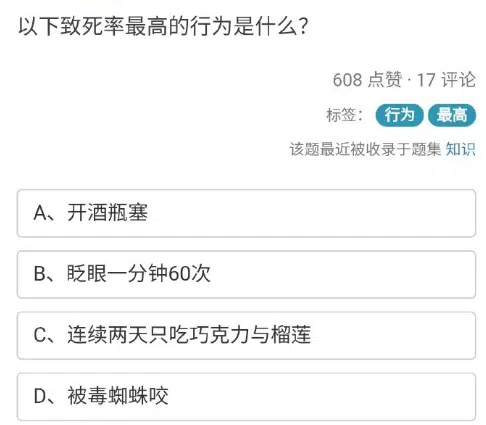 以下致死率最高的行为是什么?
608 点赞 · 17 评论
标签： 行为 最高
该题最近被收录于题集 知识
A、开酒瓶塞
B、眨眼一分钟60次
C、连续两天只吃巧克力与榴莲
D、被毒蜘蛛咬